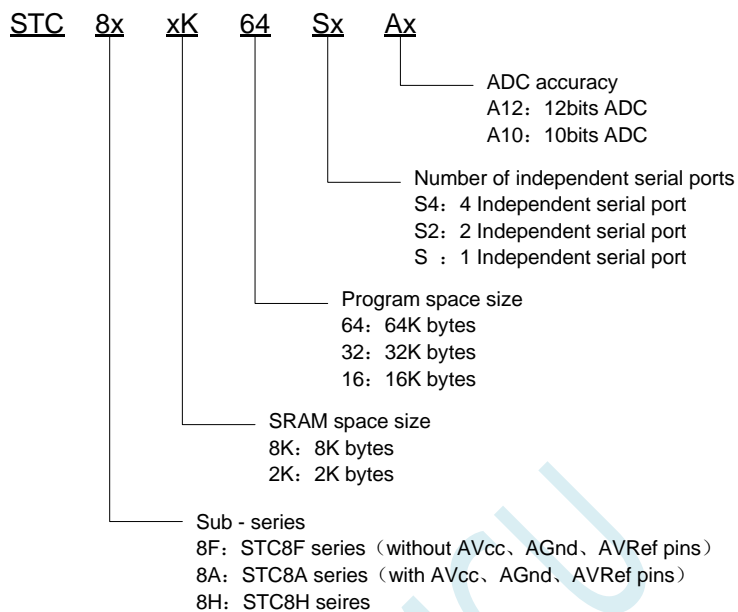 STC 8x xK 64 Sx Ax
ADC accuracy
A12：12bits ADC
A10：10bits ADC
Number of independent serial ports
S4：4 Independent serial port
S2：2 Independent serial port
S ：1 Independent serial port
Program space size
64：64K bytes
32：32K bytes
16：16K bytes
SRAM space size
8K：8K bytes
2K：2K bytes
Sub - series
8F：STC8F series（without AVcc、AGnd、AVRef pins）
8A：STC8A series（with AVcc、AGnd、AVRef pins）
8H：STC8H seires